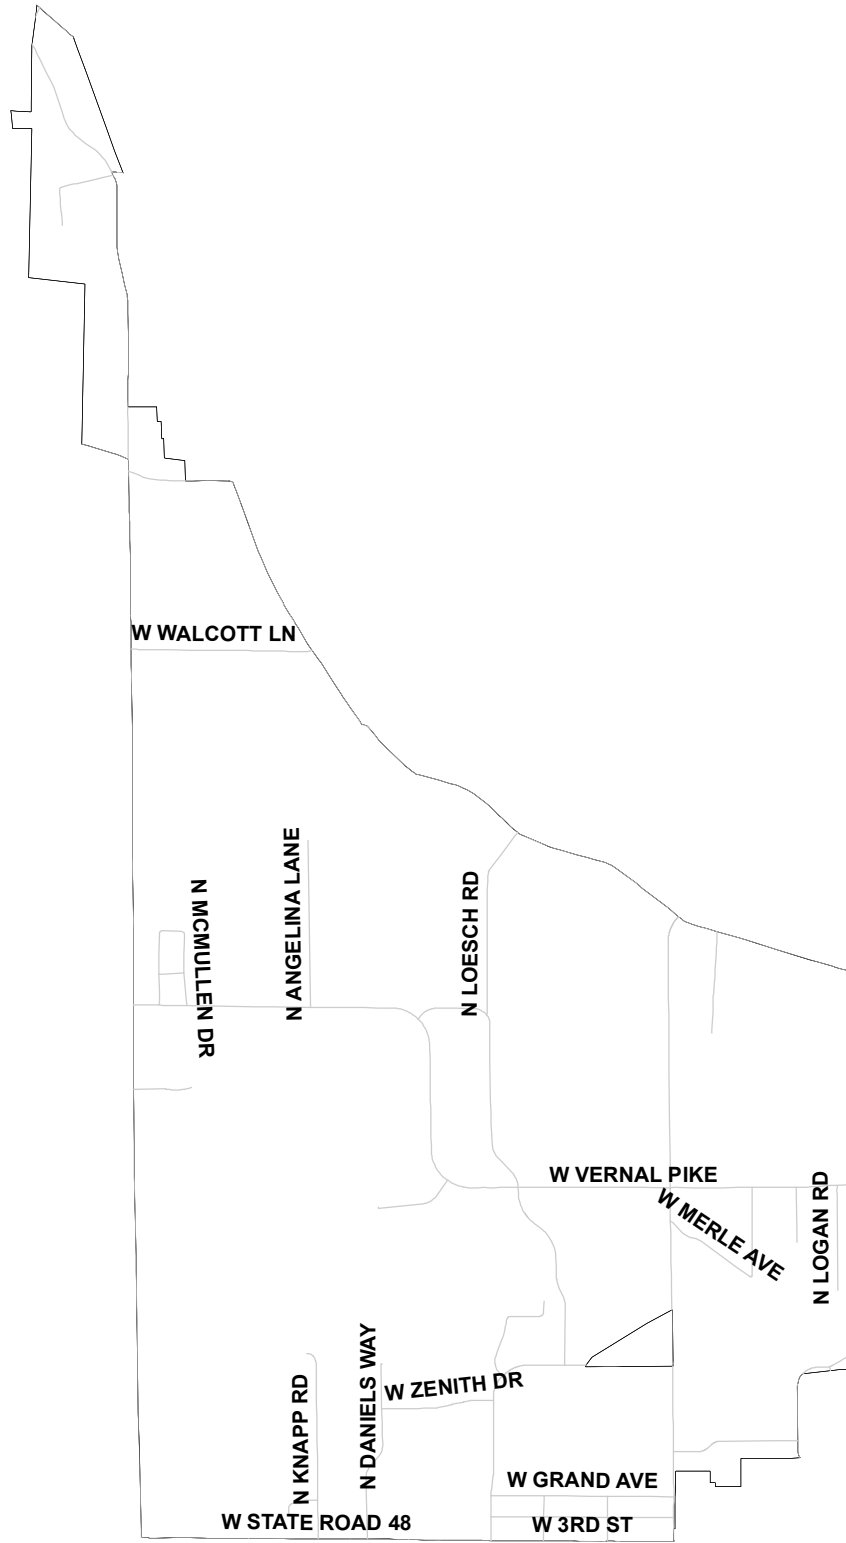 W WALCOTT LN
N ANGELINA LANE
N LOESCH RD
N MCMULLEN DR
W VERNAL PIKE
W MERLE AVE
N LOGAN RD
N DANIELS WAY
W ZENITH DR
N KNAPP RD
W GRAND AVE
W STATE ROAD 48
W 3RD ST